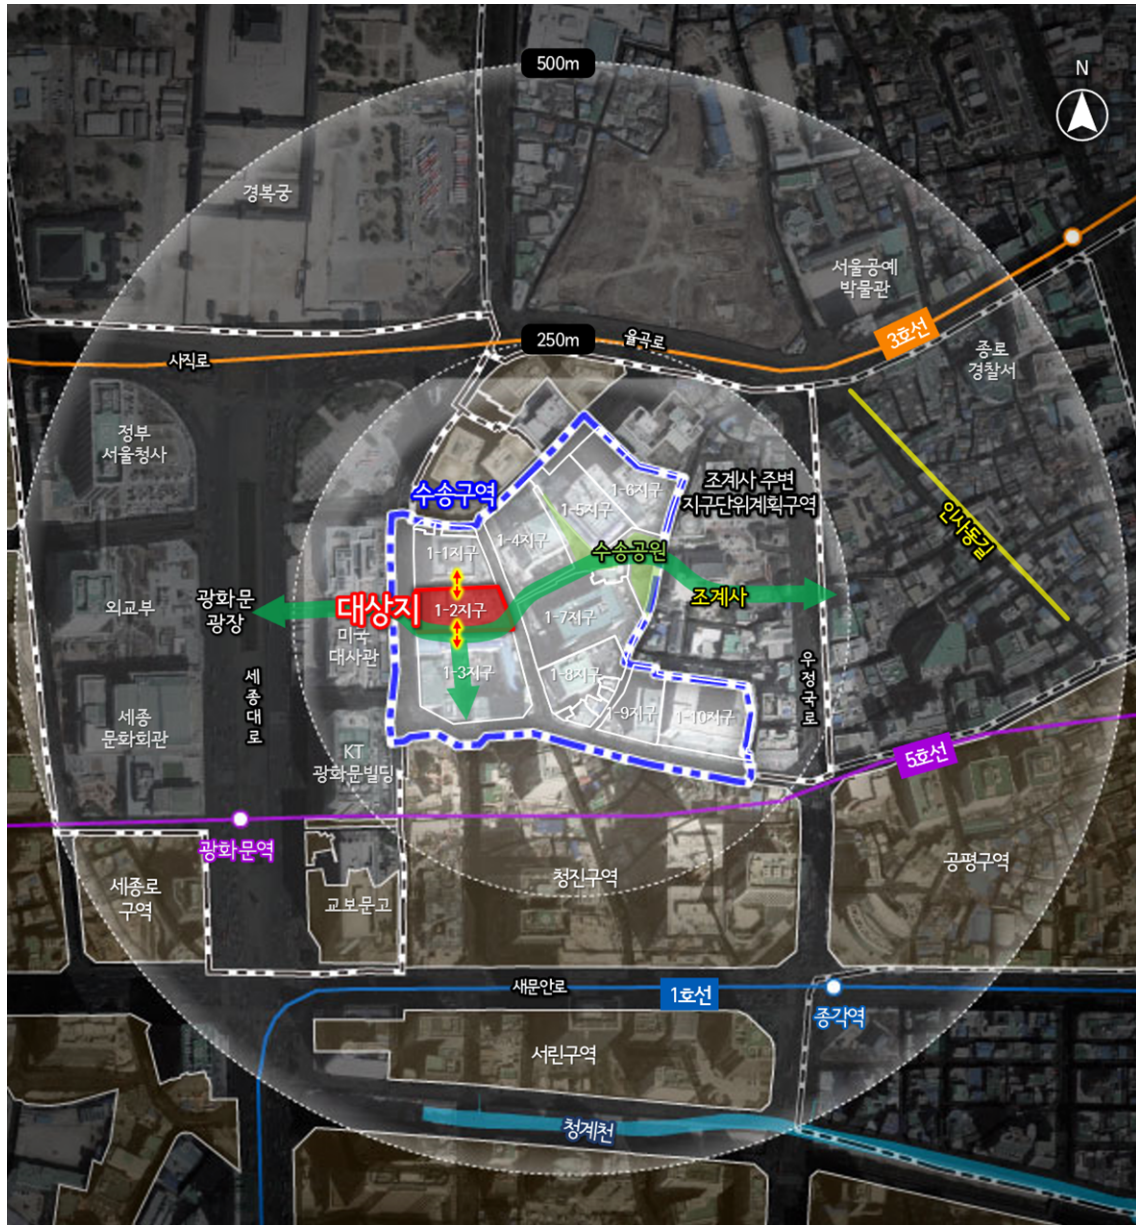 500m
N
경복궁
서울공예
박물관
3호선
250m
율곡로
사직로
종로
경찰서
정부
서울청사
수송구역
1-6지구
조계사 주변
지구단위계획구역
1-5지구
인사동길
1-4지구
1-1지구
수송공원
외교부
광화문
광장
대상지
1-2지구
조계사
1-7지구
미국
대사관
1-3지구
1-8지구
세종대로
우정국로
세종
문화회관
1-9지구
1-10지구
KT
광화문빌딩
5호선
광화문역
세종로
구역
교보문고
청진구역
공평구역
새문안로
1호선
종각역
서린구역
청계천